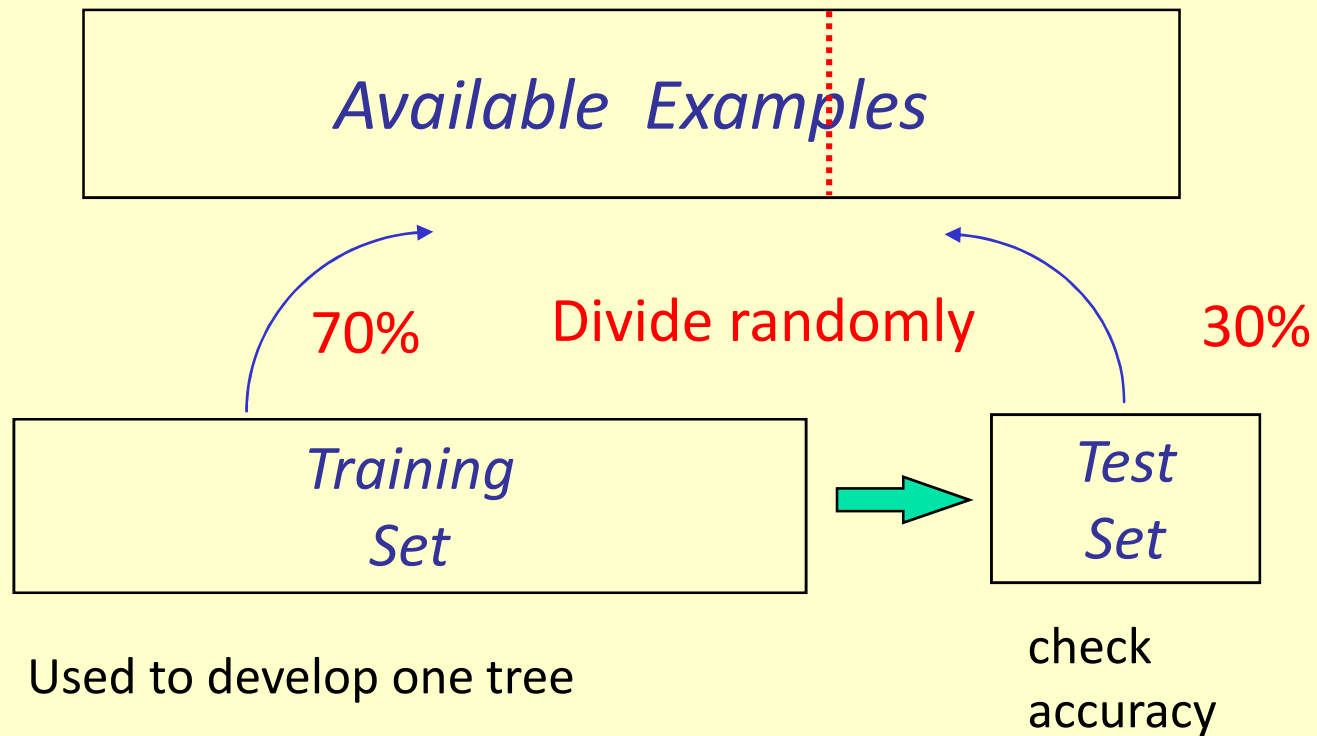 Available Examples
70%
Divide randomly
30%
Training
Set
Test
Set
Used to develop one tree
check
accuracy